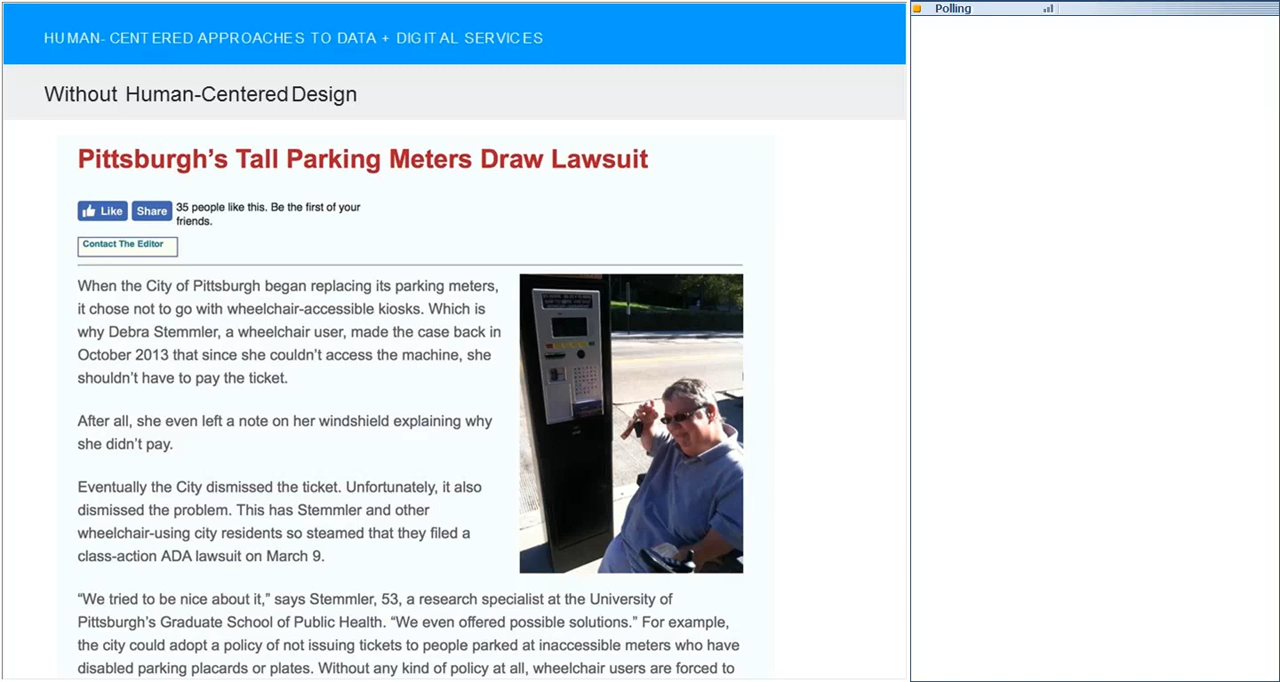 HUMAN- CENTERED APPROACHES TO DATA + DIGITAL SERVICES
Polling
Without Human-Centered Design
Pittsburgh’s Tall Parking Meters Draw Lawsuit
Like Share 35 people like this. Be the first of your
friends.
Contact The Editor
When the City of Pittsburgh began replacing its parking meters,
it chose not to go with wheelchair-accessible kiosks. Which is
why Debra Stemmler, a wheelchair user, made the case back in
October 2013 that since she couldn’t access the machine, she
shouldn’t have to pay the ticket.
After all, she even left a note on her windshield explaining why
she didn’t pay.
Eventually the City dismissed the ticket. Unfortunately, it also
dismissed the problem. This has Stemmler and other
wheelchair-using city residents so steamed that they filed a
class-action ADA lawsuit on March 9.
“We tried to be nice about it,” says Stemmler, 53, a research specialist at the University of
Pittsburgh’s Graduate School of Public Health. “We even offered possible solutions.” For example,
the city could adopt a policy of not issuing tickets to people parked at inaccessible meters who have
disabled parking placards or plates. Without any kind of policy at all, wheelchair users are forced to